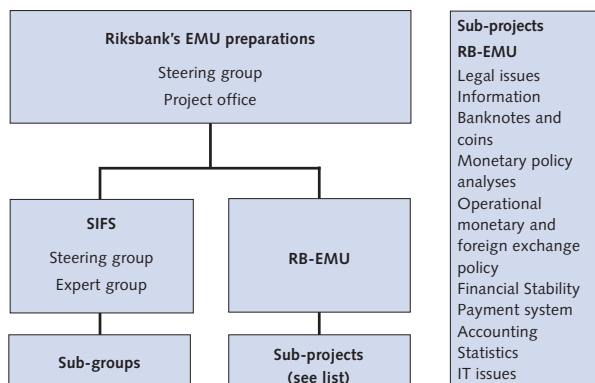 Riksbank's EMU preparations
Steering group
Project office
SIFS
Steering group
Expert group
RB-EMU
Sub-groups
Sub-projects
(see list)
Sub-projects
RB-EMU
Legal issues
Information
Banknotes and
coins
Monetary policy
analyses
Operational
monetary and
foreign exchange
policy
Financial Stability
Payment system
Accounting
Statistics
IT issues